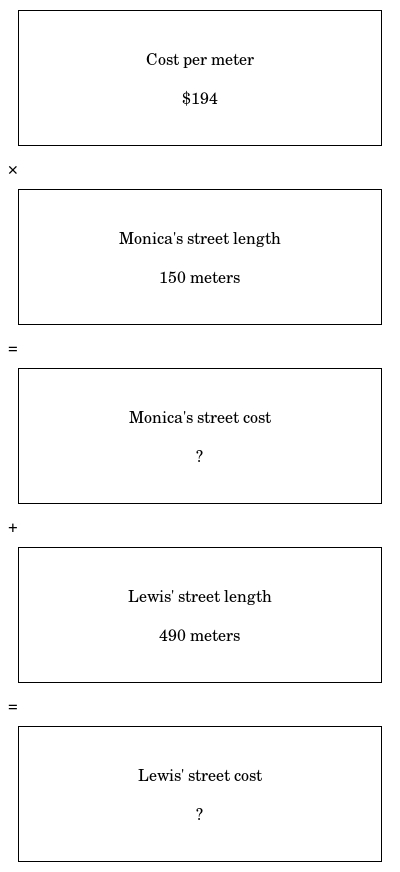 Cost per meter
$194
×
Monica's street length
150 meters
=
Monica's street cost
?
+
Lewis' street length
490 meters
=
Lewis' street cost
?